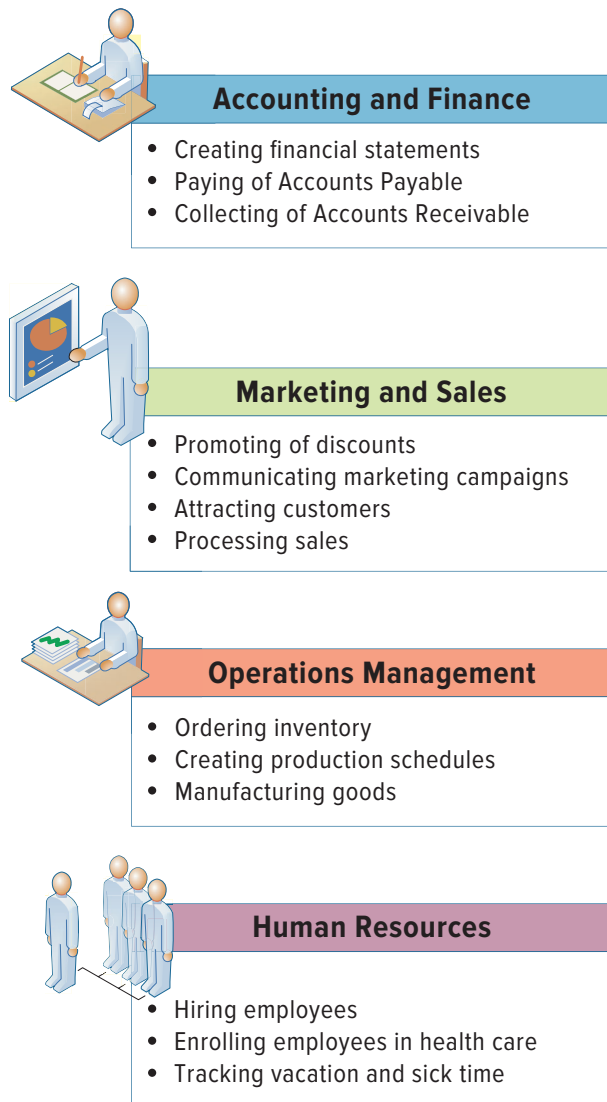 Accounting and Finance
• Creating financial statements
• Paying of Accounts Payable
• Collecting of Accounts Receivable
Marketing and Sales
• Promoting of discounts
• Communicating marketing campaigns
• Attracting customers
• Processing sales
Operations Management
• Ordering inventory
• Creating production schedules
• Manufacturing goods
Human Resources
• Hiring employees
• Enrolling employees in health care
• Tracking vacation and sick time